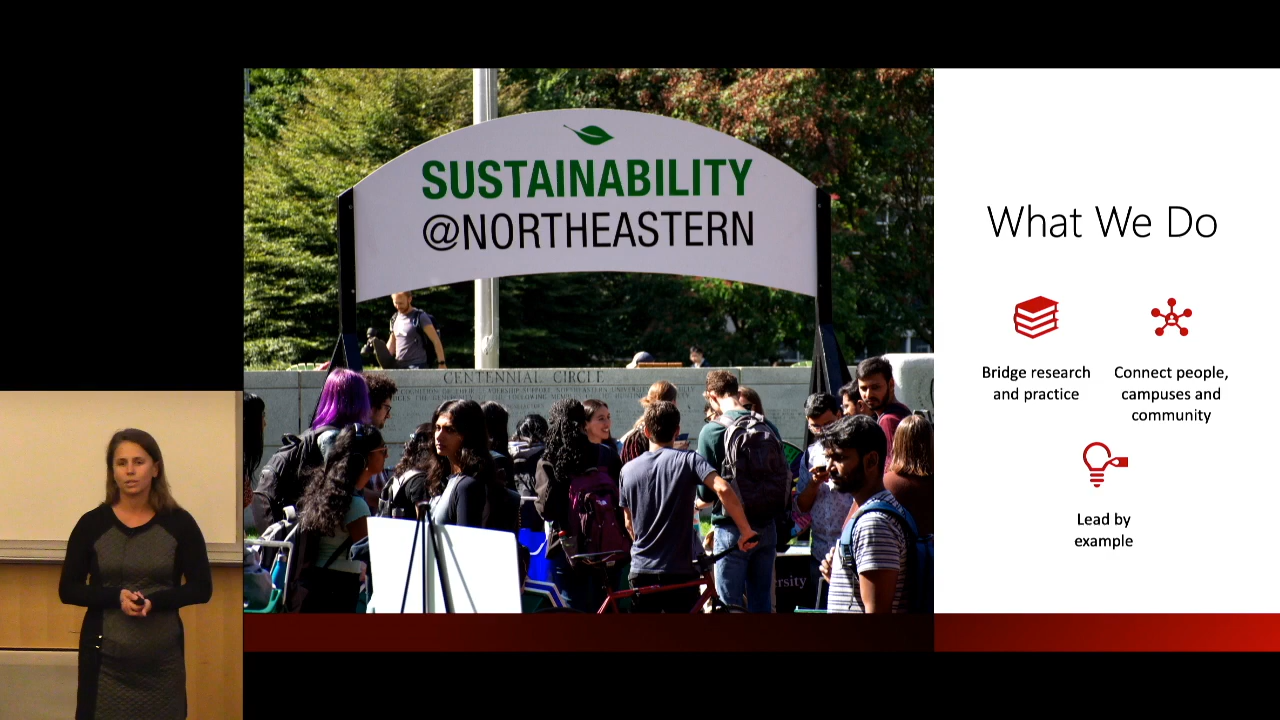 SUSTAINABILITY
@NORTHEASTERN
CENTENNIAL CIRCLE
What We Do
Bridge research
and practice
Connect people,
campuses and
community
Lead by
example